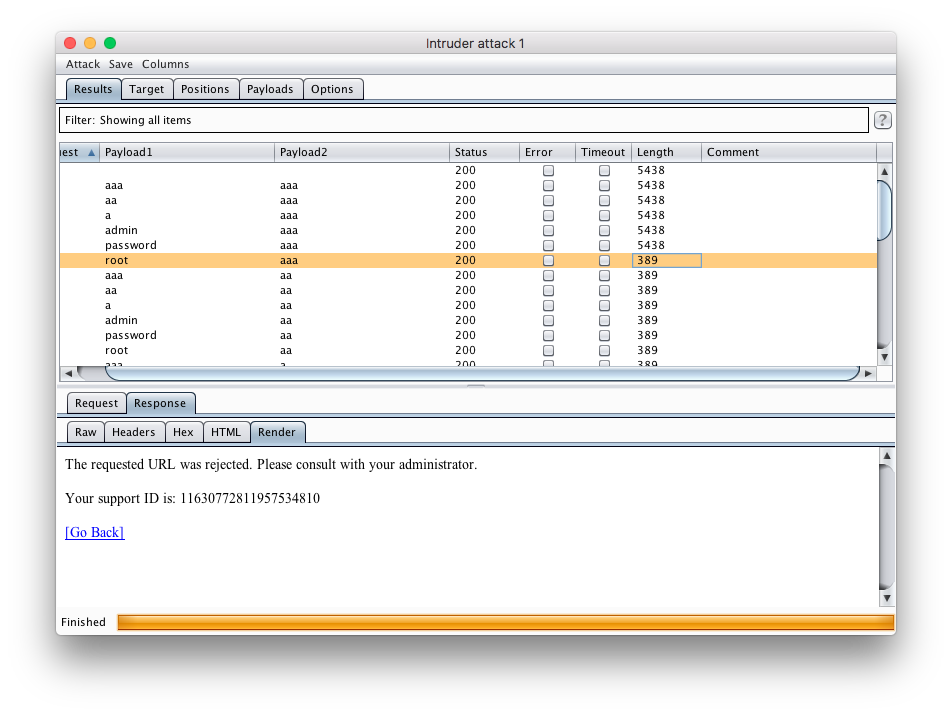 Intruder attack 1
Attack Save Columns
Results Target Positions Payloads Options
Filter: Showing all items ?
est Payload1 Payload2 Status Error Timeout Length Comment
200 5438
aaa aaa 200 5438
aa aaa 200 5438
a aaa 200 5438
admin aaa 200 5438
password aaa 200 5438
root aaa 200 389
aaa aa 200 389
aa aa 200 389
a aa 200 389
admin aa 200 389
password aa 200 389
root aa 200 389
aaa a 200 389
Request Response
Raw Headers Hex HTML Render
The requested URL was rejected. Please consult with your administrator.
Your support ID is: 11630772811957534810
[Go Back]
Finished